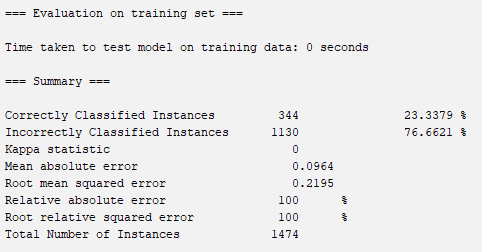 === Evaluation on training set ===
Time taken to test model on training data: 0 seconds
=== Summary ===
Correctly Classified Instances 344 23.3379 %
Incorrectly Classified Instances 1130 76.6621 %
Kappa statistic 0
Mean absolute error 0.0964
Root mean squared error 0.2195
Relative absolute error 100 %
Root relative squared error 100 %
Total Number of Instances 1474